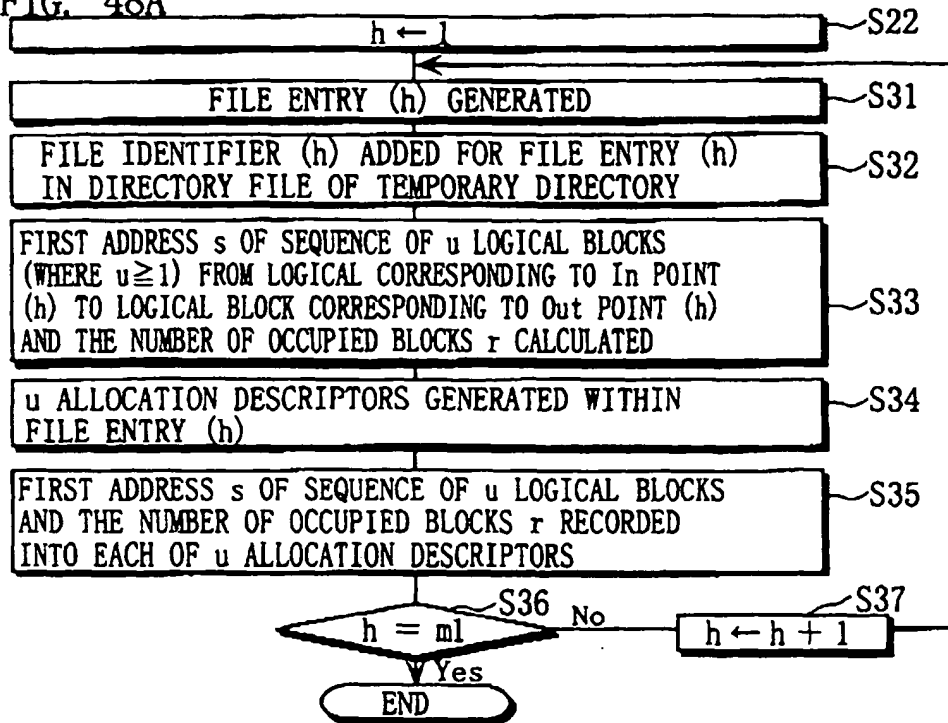 FIG. 48A
h ← 1
S22
FILE ENTRY (h) GENERATED
S31
FILE IDENTIFIER (h) ADDED FOR FILE ENTRY (h)
IN DIRECTORY FILE OF TEMPORARY DIRECTORY
S32
FIRST ADDRESS s OF SEQUENCE OF u LOGICAL BLOCKS
(WHERE u≧1) FROM LOGICAL CORRESPONDING TO In POINT
(h) TO LOGICAL BLOCK CORRESPONDING TO Out POINT (h)
AND THE NUMBER OF OCCUPIED BLOCKS r CALCULATED
S33
u ALLOCATION DESCRIPTORS GENERATED WITHIN
FILE ENTRY (h)
S34
FIRST ADDRESS s OF SEQUENCE OF u LOGICAL BLOCKS
AND THE NUMBER OF OCCUPIED BLOCKS r RECORDED
INTO EACH OF u ALLOCATION DESCRIPTORS
S35
S36
h = m1
No
S37
h ← h + 1
Yes
END